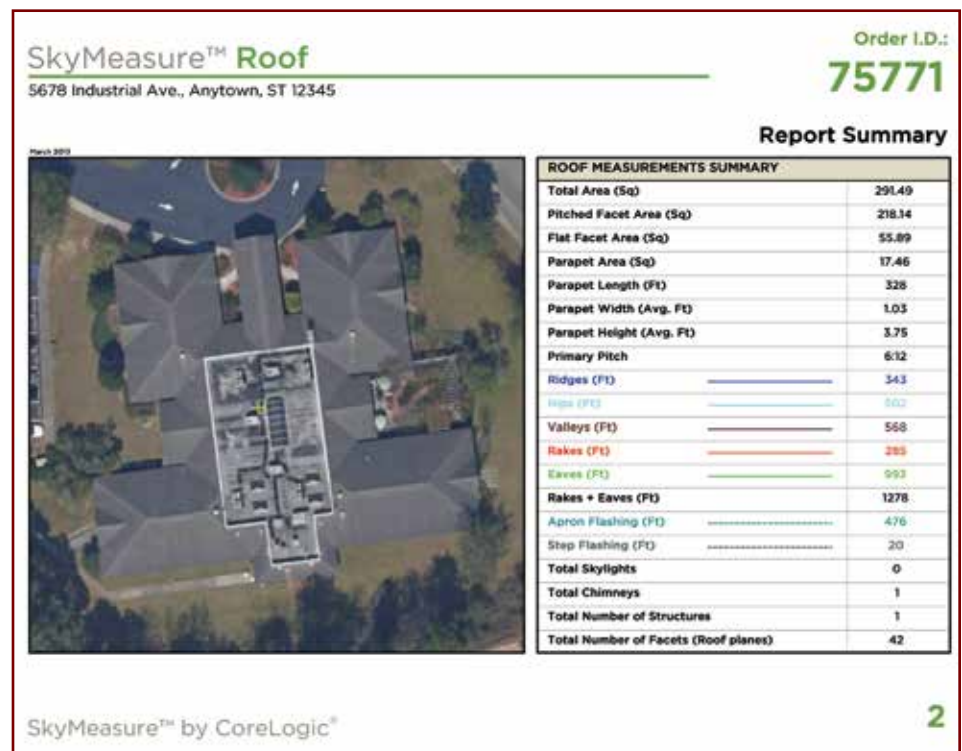 SkyMeasure™ Roof
Order I.D.:
75771
5678 Industrial Ave., Anytown, ST 12345
Report Summary
March 2013
ROOF MEASUREMENTS SUMMARY
Total Area (Sq) 291.49
Pitched Facet Area (Sq) 218.14
Flat Facet Area (Sq) 55.89
Parapet Area (Sq) 17.46
Parapet Length (Ft) 328
Parapet Width (Avg. Ft) 1.03
Parapet Height (Avg. Ft) 3.75
Primary Pitch 6:12
Ridges (Ft) 343
Hips (Ft) 502
Valleys (Ft) 568
Rakes (Ft) 285
Eaves (Ft) 993
Rakes + Eaves (Ft) 1278
Apron Flashing (Ft) 476
Step Flashing (Ft) 20
Total Skylights 0
Total Chimneys 1
Total Number of Structures 1
Total Number of Facets (Roof planes) 42
SkyMeasure™ by CoreLogic®
2